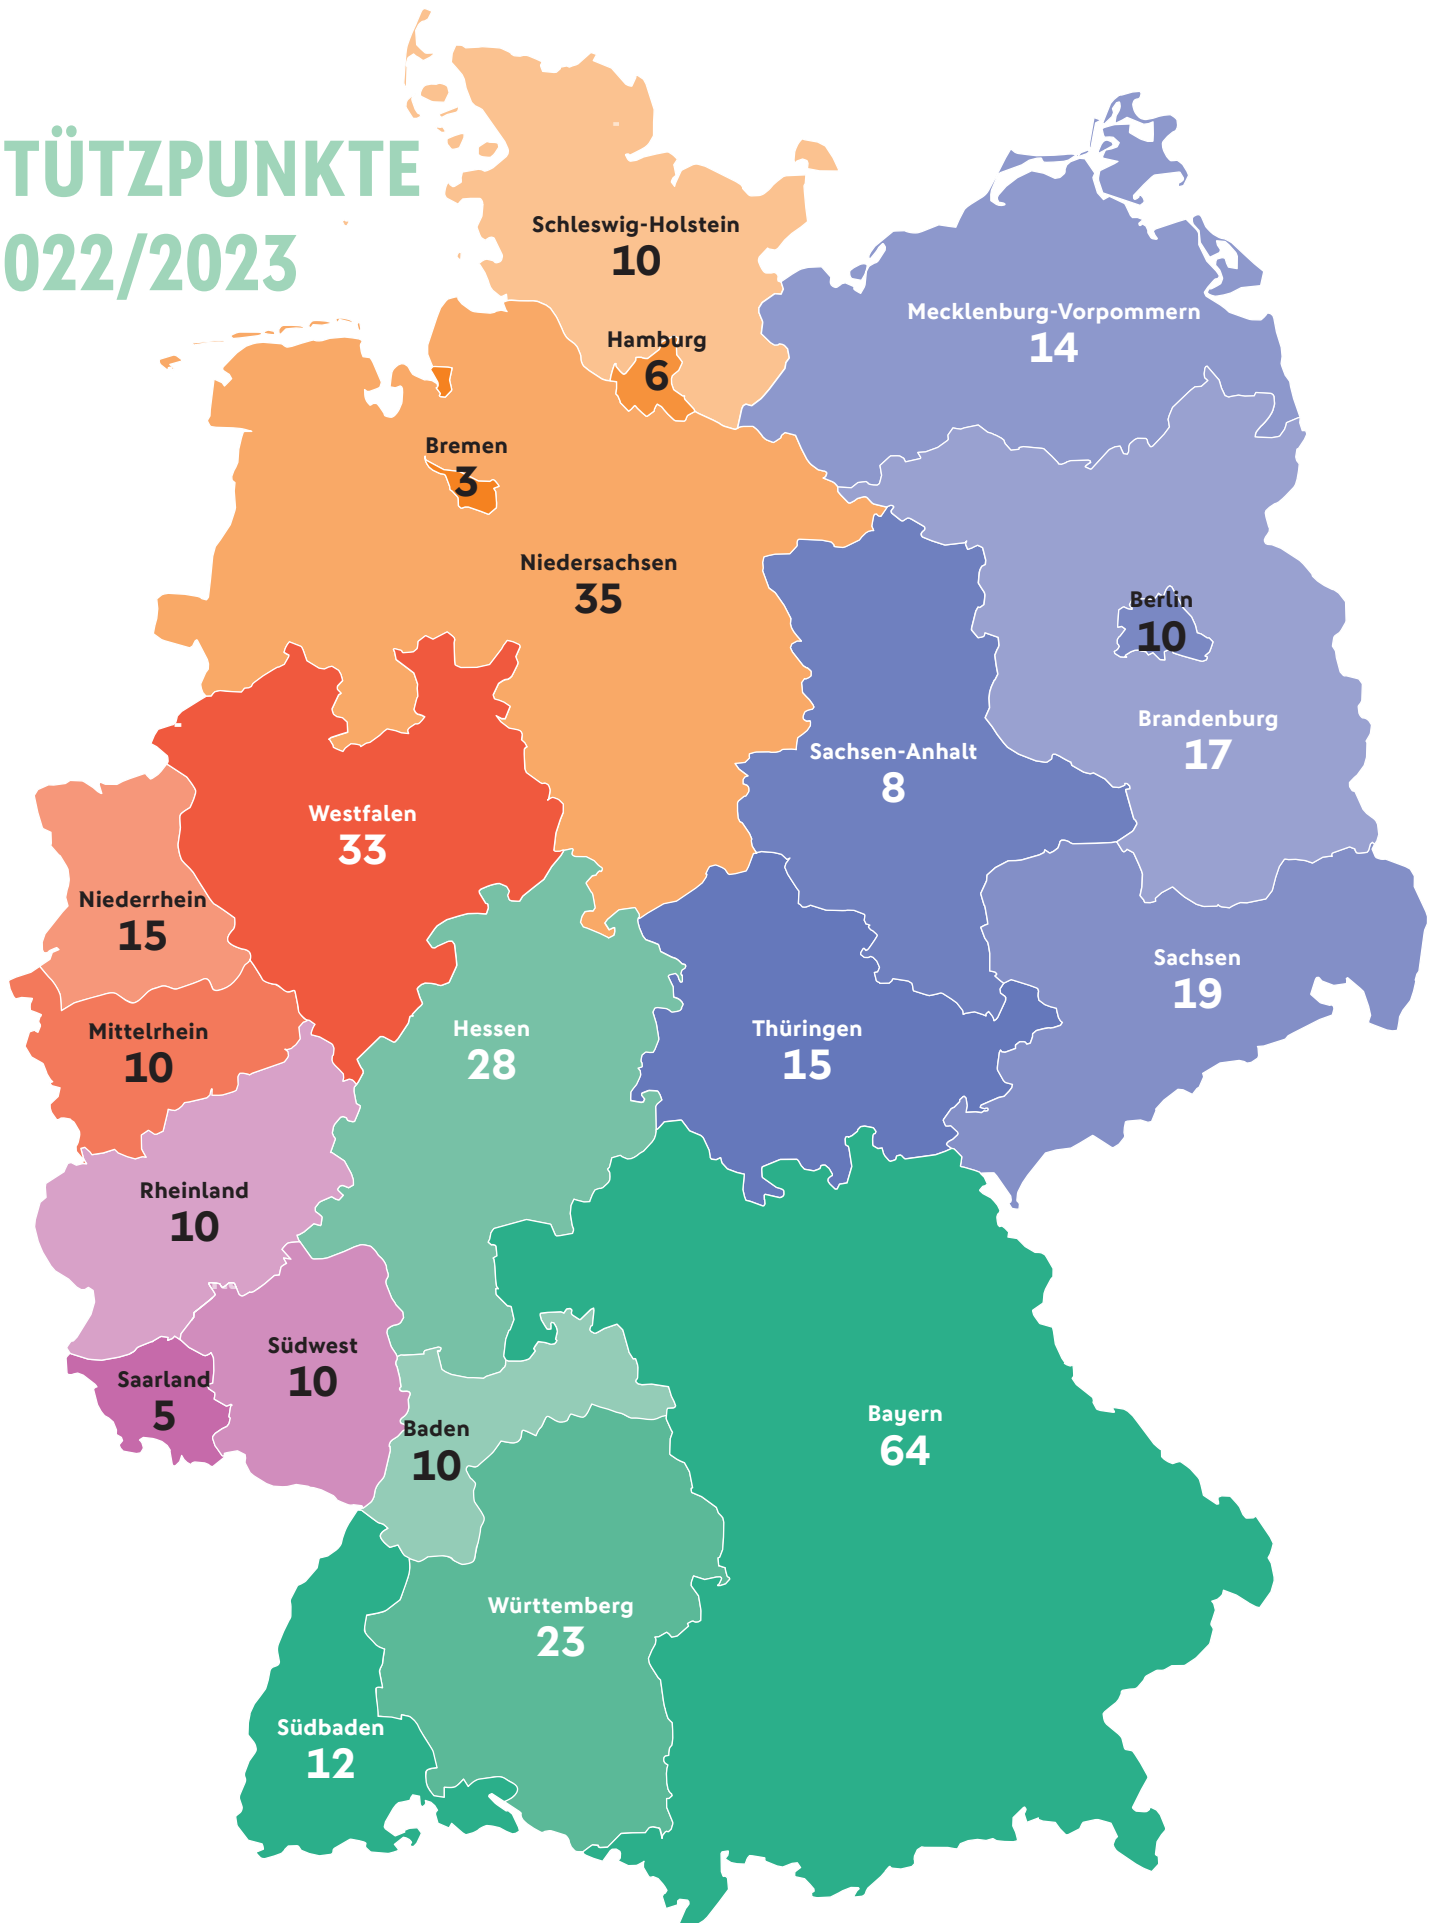 TÜTZPUNKTE
022/2023
Schleswig-Holstein
10
Mecklenburg-Vorpommern
14
Hamburg
6
Bremen
3
Niedersachsen
35
Berlin
10
Brandenburg
17
Sachsen-Anhalt
8
Westfalen
33
Niederrhein
15
Sachsen
19
Mittelrhein
10
Hessen
28
Thüringen
15
Rheinland
10
Südwest
10
Saarland
5
Baden
10
Bayern
64
Württemberg
23
Südbaden
12